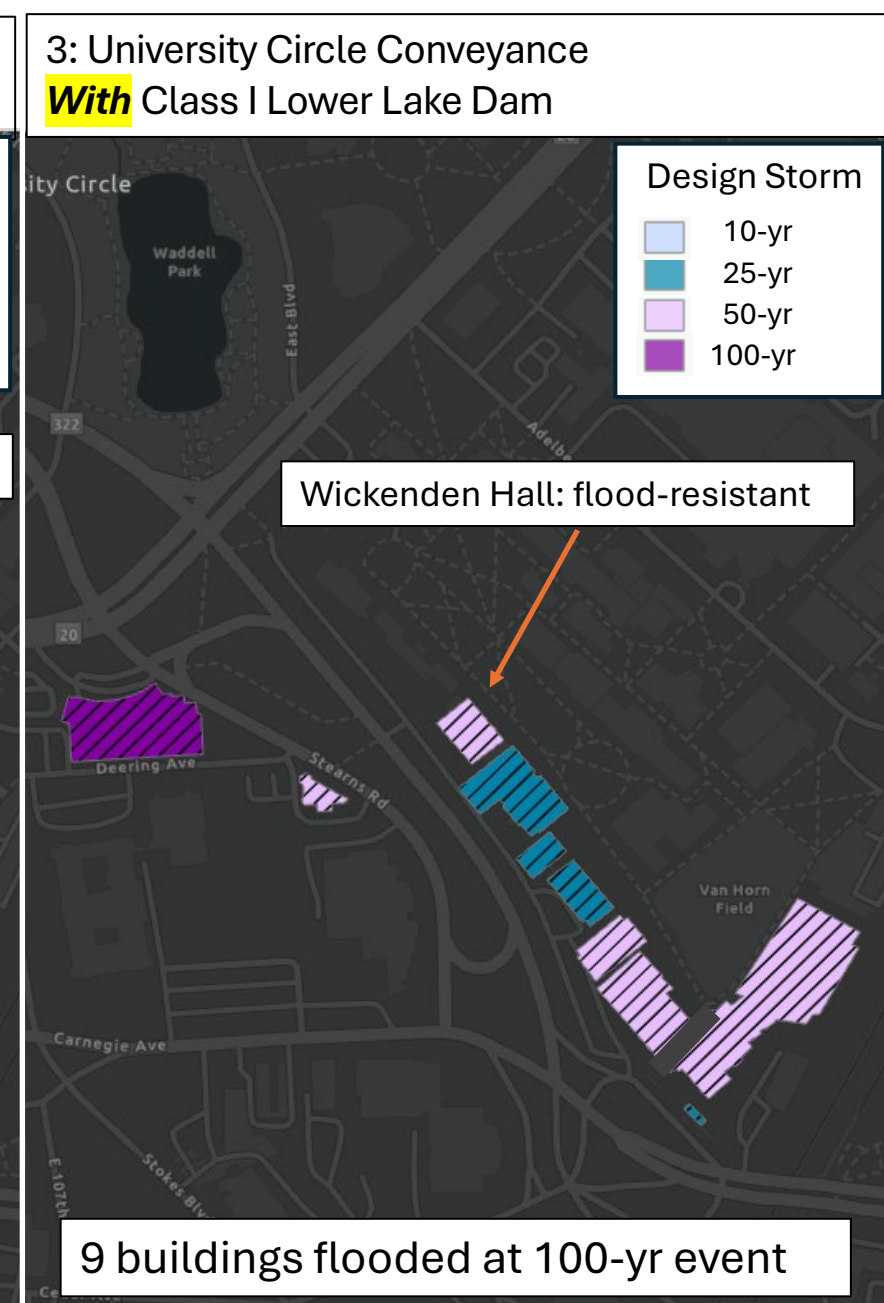 3: University Circle Conveyance
With Class I Lower Lake Dam
Design Storm
10-yr
25-yr
50-yr
100-yr
ity Circle
Waddell
Park
East Blvd
322
Adelbe
Wickenden Hall: flood-resistant
20
Deering Ave
Stearns Rd
Van Horn
Field
Carnegie Ave
E 107th
Stokes Blv
9 buildings flooded at 100-yr event